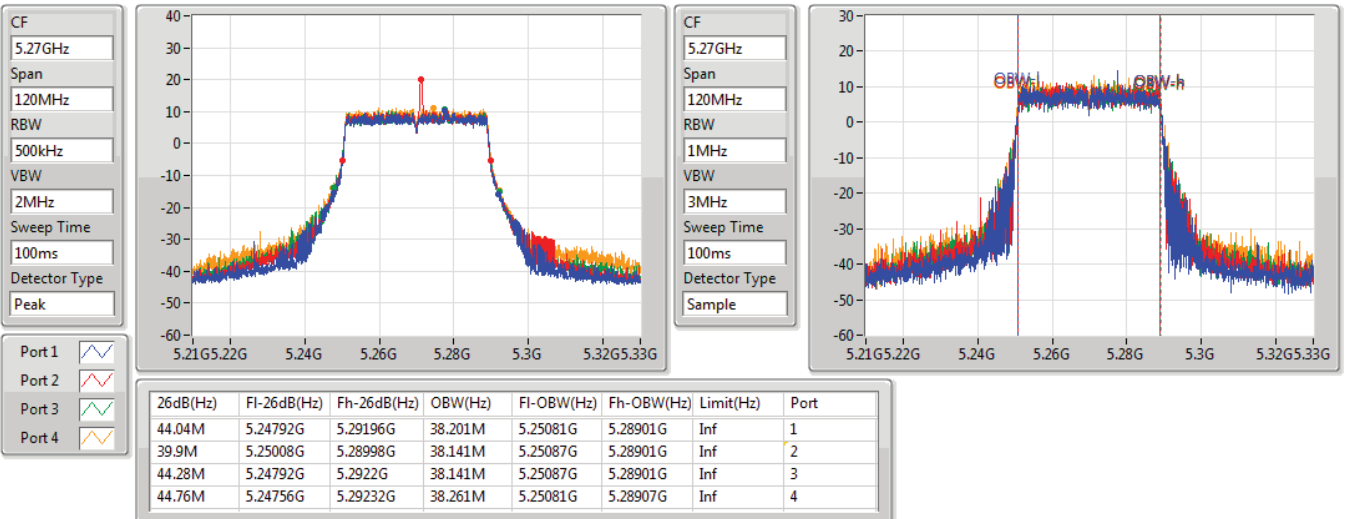 CF
5.27GHz
Span
120MHz
RBW
500kHz
VBW
2MHz
Sweep Time
100ms
Detector Type
Peak
40
30
20
10
0
-10
-20
-30
-40
-50
-60
5.21G 5.22G 5.24G 5.26G 5.28G 5.3G 5.32G 5.33G
CF
5.27GHz
Span
120MHz
RBW
1MHz
VBW
3MHz
Sweep Time
100ms
Detector Type
Sample
30
20
10
0
-10
-20
-30
-40
-50
-60
OBW-l OBW-h
5.21G 5.22G 5.24G 5.26G 5.28G 5.3G 5.32G 5.33G
Port 1
Port 2
Port 3
Port 4
26dB(Hz) Fl-26dB(Hz) Fh-26dB(Hz) OBW(Hz) Fl-OBW(Hz) Fh-OBW(Hz) Limit(Hz) Port
44.04M 5.24792G 5.29196G 38.201M 5.25081G 5.28901G Inf 1
39.9M 5.25008G 5.28998G 38.141M 5.25087G 5.28901G Inf 2
44.28M 5.24792G 5.2922G 38.141M 5.25087G 5.28901G Inf 3
44.76M 5.24756G 5.29232G 38.261M 5.25081G 5.28907G Inf 4